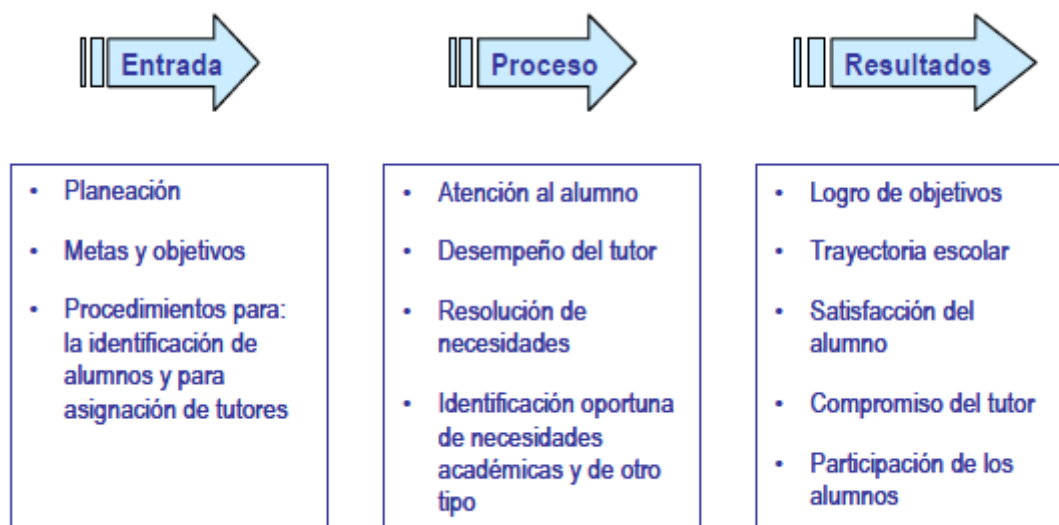 Entrada
Proceso
Resultados
• Planeación
• Metas y objetivos
• Procedimientos para:
la identificación de
alumnos y para
asignación de tutores
• Atención al alumno
• Desempeño del tutor
• Resolución de
necesidades
• Identificación oportuna
de necesidades
académicas y de otro
tipo
• Logro de objetivos
• Trayectoria escolar
• Satisfacción del
alumno
• Compromiso del tutor
• Participación de los
alumnos